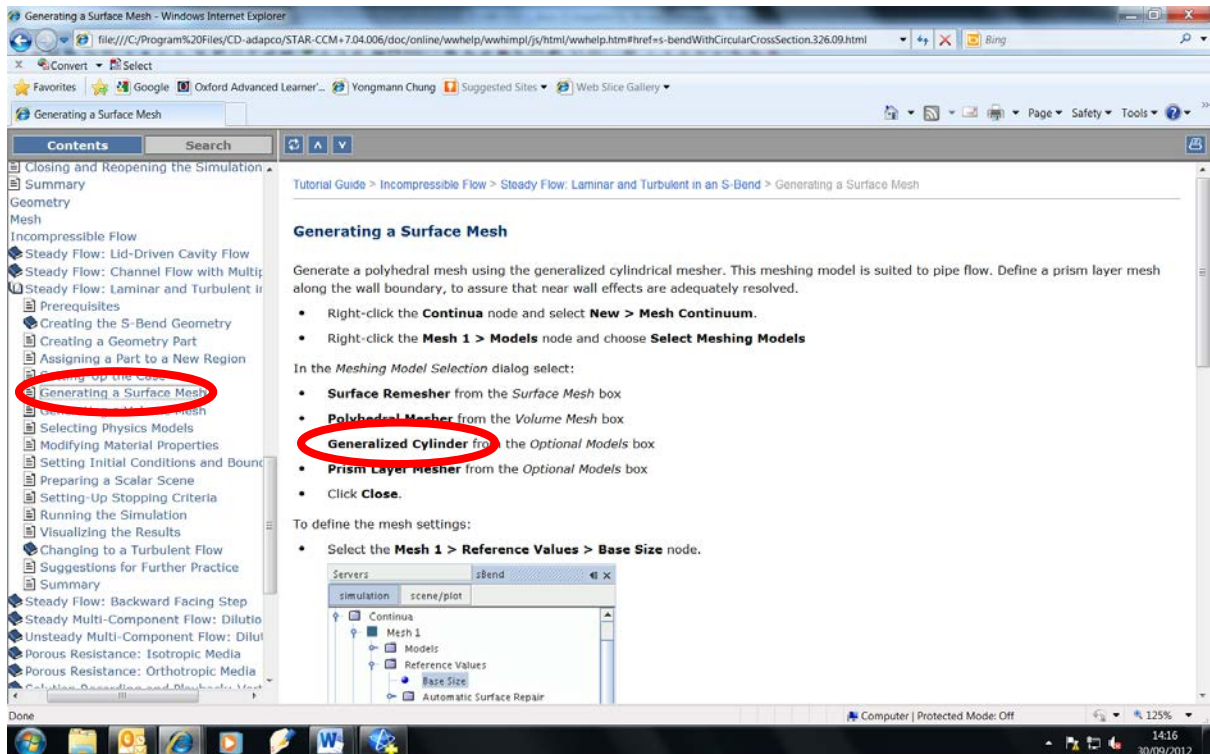 Generating a Surface Mesh - Windows Internet Explorer
file:///C:/Program%20Files/CD-adapco/STAR-CCM+7.04.006/doc/online/wwhelp/wwhimpl/js/html/wwhelp.htm#href=s-bendWithCircularCrossSection.326.09.html
Bing
x Convert Select
Favorites Google Oxford Advanced Learner'... Yongmann Chung Suggested Sites Web Slice Gallery
Generating a Surface Mesh
Page Safety Tools
Contents Search
Closing and Reopening the Simulation
Summary
Geometry
Mesh
Incompressible Flow
Steady Flow: Lid-Driven Cavity Flow
Steady Flow: Channel Flow with Multip
Steady Flow: Laminar and Turbulent i
Prerequisites
Creating the S-Bend Geometry
Creating a Geometry Part
Assigning a Part to a New Region
Setting-Up the Case
Generating a Surface Mesh
Generating a Volume Mesh
Selecting Physics Models
Modifying Material Properties
Setting Initial Conditions and Bound
Preparing a Scalar Scene
Setting-Up Stopping Criteria
Running the Simulation
Visualizing the Results
Changing to a Turbulent Flow
Suggestions for Further Practice
Summary
Steady Flow: Backward Facing Step
Steady Multi-Component Flow: Dilutio
Unsteady Multi-Component Flow: Dilut
Porous Resistance: Isotropic Media
Porous Resistance: Orthotropic Media
Tutorial Guide > Incompressible Flow > Steady Flow: Laminar and Turbulent in an S-Bend > Generating a Surface Mesh
Generating a Surface Mesh
Generate a polyhedral mesh using the generalized cylindrical mesher. This meshing model is suited to pipe flow. Define a prism layer mesh
along the wall boundary, to assure that near wall effects are adequately resolved.
• Right-click the Continua node and select New > Mesh Continuum.
• Right-click the Mesh 1 > Models node and choose Select Meshing Models
In the Meshing Model Selection dialog select:
• Surface Remesher from the Surface Mesh box
• Polyhedral Mesher from the Volume Mesh box
Generalized Cylinder from the Optional Models box
• Prism Layer Mesher from the Optional Models box
• Click Close.
To define the mesh settings:
• Select the Mesh 1 > Reference Values > Base Size node.
Servers sBend
simulation scene/plot
Continua
Mesh 1
Models
Reference Values
Base Size
Automatic Surface Repair
Done
Computer | Protected Mode: Off
125%
14:16
30/09/2012